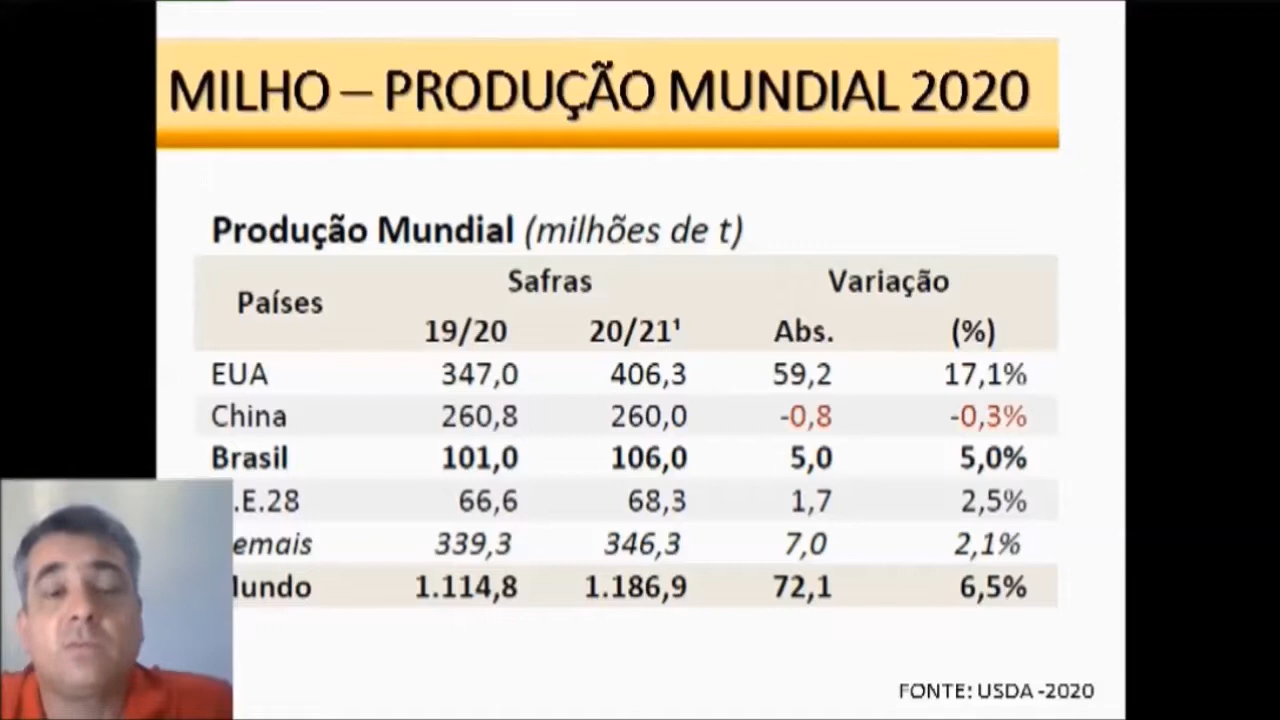 MILHO – PRODUÇÃO MUNDIAL 2020
Produção Mundial (milhões de t)
Países Safras Variação
19/20 20/21¹ Abs. (%)
EUA 347,0 406,3 59,2 17,1%
China 260,8 260,0 -0,8 -0,3%
Brasil 101,0 106,0 5,0 5,0%
.E.28 66,6 68,3 1,7 2,5%
emais 339,3 346,3 7,0 2,1%
lundo 1.114,8 1.186,9 72,1 6,5%
FONTE: USDA -2020